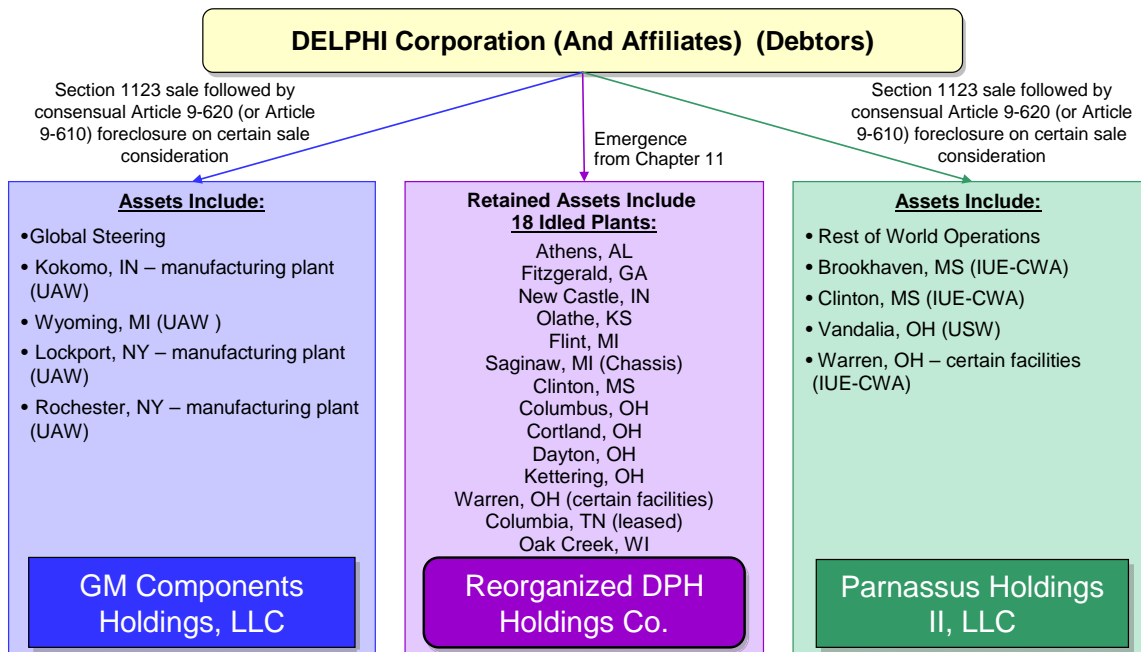 DELPHI Corporation (And Affiliates) (Debtors)
Section 1123 sale followed by
consensual Article 9-620 (or Article
9-610) foreclosure on certain sale
consideration
Emergence
from Chapter 11
Section 1123 sale followed by
consensual Article 9-620 (or Article
9-610) foreclosure on certain sale
consideration
Assets Include:
•Global Steering
• Kokomo, IN – manufacturing plant
(UAW)
• Wyoming, MI (UAW )
• Lockport, NY – manufacturing plant
(UAW)
• Rochester, NY – manufacturing plant
(UAW)
GM Components
Holdings, LLC
Retained Assets Include
18 Idled Plants:
Athens, AL
Fitzgerald, GA
New Castle, IN
Olathe, KS
Flint, MI
Saginaw, MI (Chassis)
Clinton, MS
Columbus, OH
Cortland, OH
Dayton, OH
Kettering, OH
Warren, OH (certain facilities)
Columbia, TN (leased)
Oak Creek, WI
Reorganized DPH
Holdings Co.
Assets Include:
• Rest of World Operations
• Brookhaven, MS (IUE-CWA)
• Clinton, MS (IUE-CWA)
• Vandalia, OH (USW)
• Warren, OH – certain facilities
(IUE-CWA)
Parnassus Holdings
II, LLC